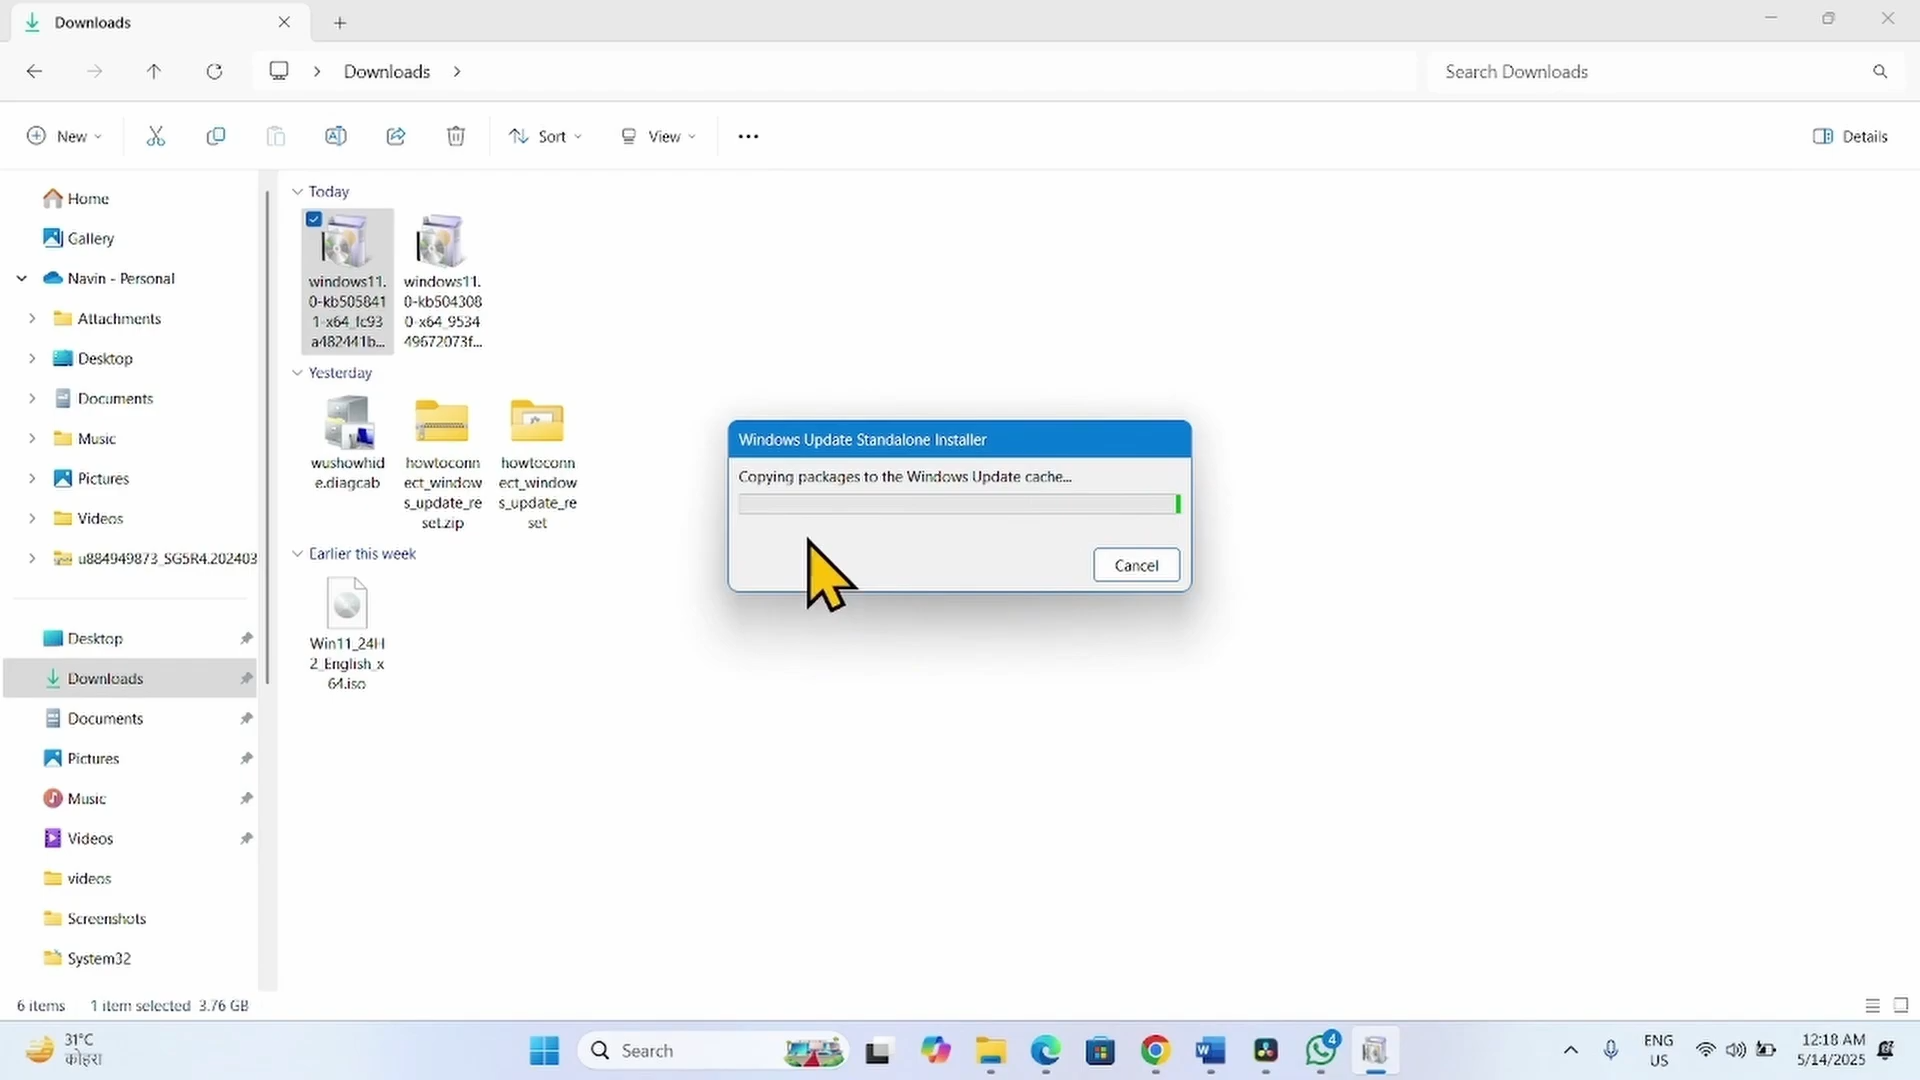 Downloads
Downloads
Search Downloads
New
Sort
View
Details
Home
Gallery
Navin - Personal
Attachments
Desktop
Documents
Music
Pictures
Videos
u884949873_SG5R4.202403
Desktop
Downloads
Documents
Pictures
Music
Videos
videos
Screenshots
System32
Today
windows11.
0-kb505841
1-x64_fc93
a482441b...
windows11.
0-kb504308
0-x64_9534
49672073f...
Yesterday
wushowhid
e.diagcab
howtoconn
ect_window
s_update_re
set.zip
howtoconn
ect_window
s_update_re
set
Earlier this week
Win11_24H
2_English_x
64.iso
Windows Update Standalone Installer
Copying packages to the Windows Update cache...
Cancel
6 items 1 item selected 3.76 GB
31°C
कोहरा
Search
4
ENG
US
12:18 AM
5/14/2025